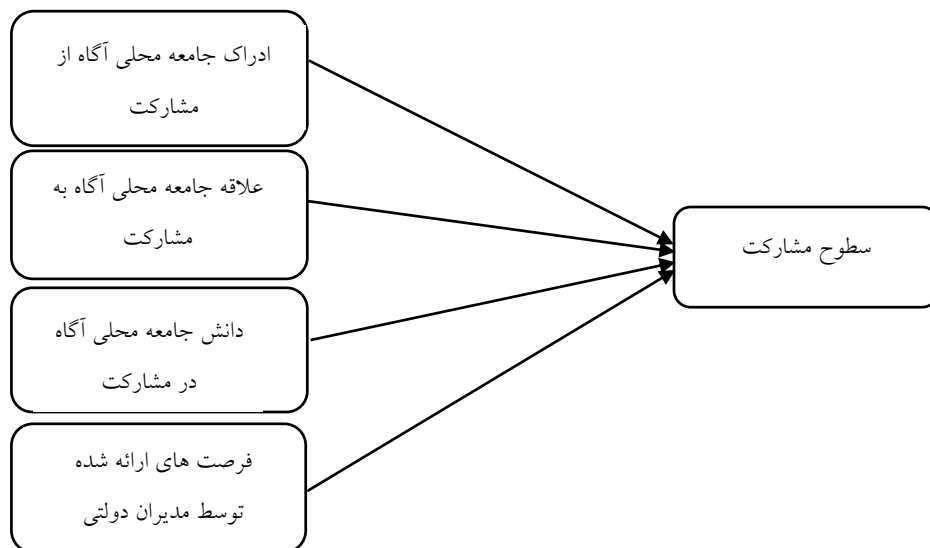 ادراک جامعه محلی آگاه از
مشارکت
علاقه جامعه محلی آگاه به
مشارکت
دانش جامعه محلی آگاه
در مشارکت
فرصت های ارائه شده
توسط مدیران دولتی
سطوح مشارکت